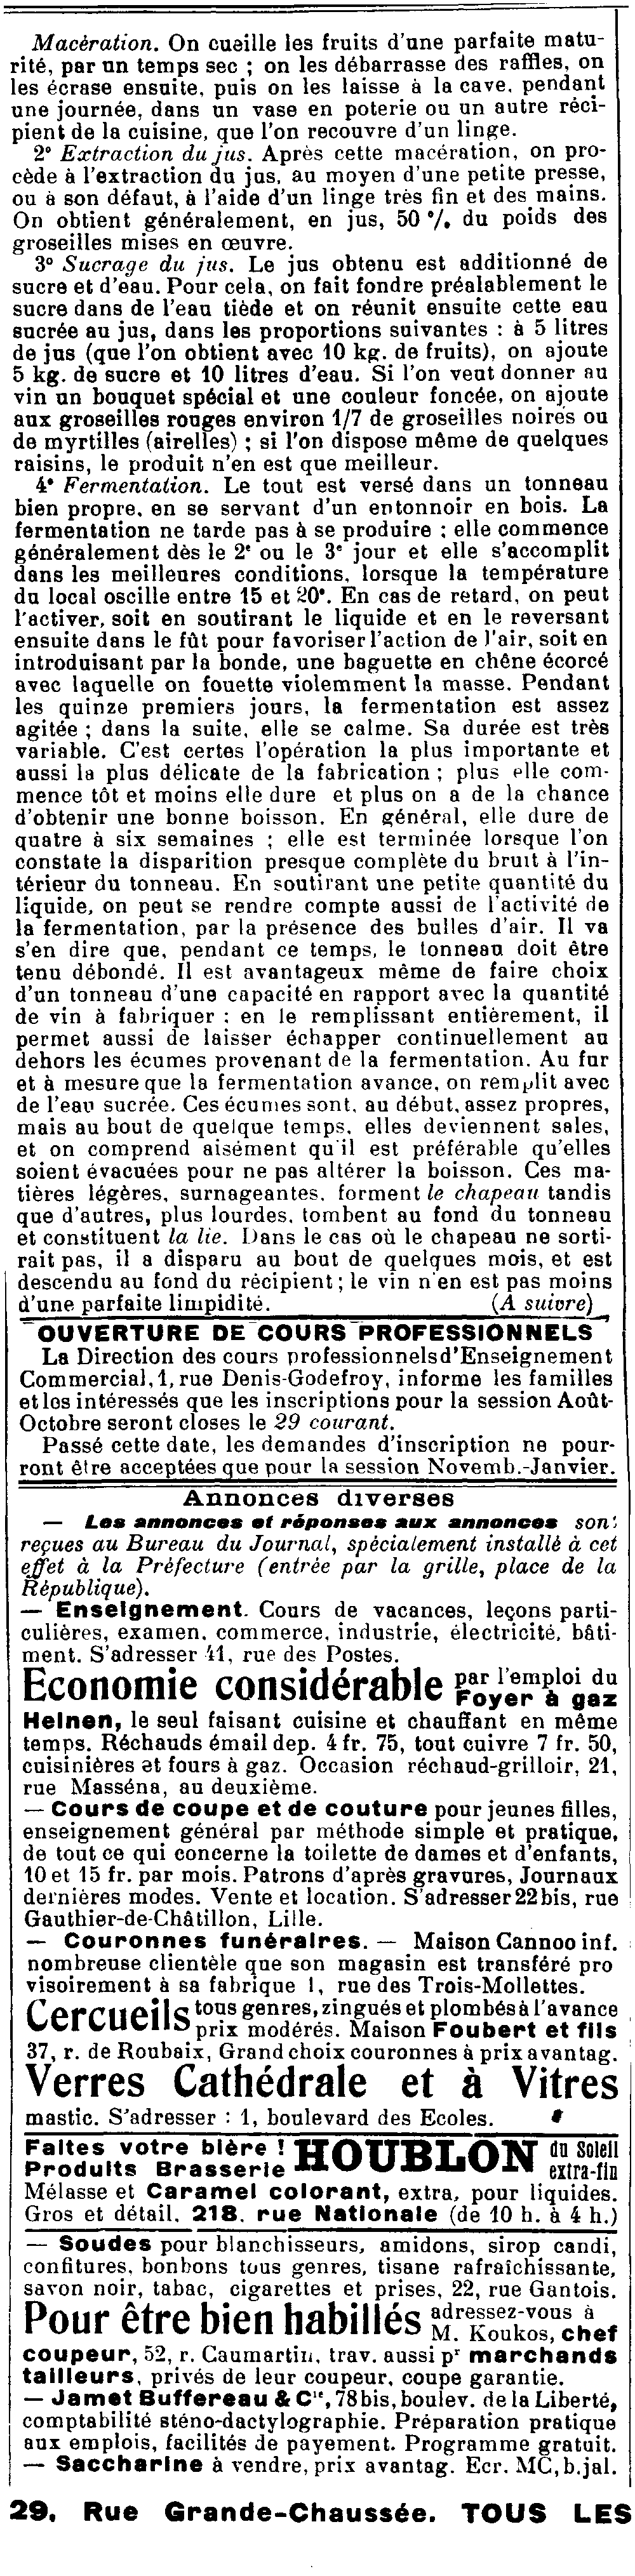 Macération. On cueille les fruits d'une parfaite matu-
rité, par un temps sec ; on les débarrasse des raffles, on
les écrase ensuite, puis on les laisse à la cave, pendant
une journée, dans un vase en poterie ou un autre réci-
pient de la cuisine, que l'on recouvre d'un linge.
2° Extraction du jus. Après cette macération, on pro-
cède à l'extraction du jus, au moyen d'une petite presse,
ou à son défaut, à l'aide d'un linge très fin et des mains.
On obtient généralement, en jus, 50 % du poids des
groseilles mises en œuvre.
3° Sucrage du jus. Le jus obtenu est additionné de
sucre et d'eau. Pour cela, on fait fondre préalablement le
sucre dans de l'eau tiède et on réunit ensuite cette eau
sucrée au jus, dans les proportions suivantes : à 5 litres
de jus (que l'on obtient avec 10 kg. de fruits), on ajoute
5 kg. de sucre et 10 litres d'eau. Si l'on veut donner au
vin un bouquet spécial et une couleur foncée, on ajoute
aux groseilles rouges environ 1/7 de groseilles noires ou
de myrtilles (airelles) ; si l'on dispose même de quelques
raisins, le produit n'en est que meilleur.
4° Fermentation. Le tout est versé dans un tonneau
bien propre, en se servant d'un entonnoir en bois. La
fermentation ne tarde pas à se produire ; elle commence
généralement dès le 2e ou le 3e jour et elle s'accomplit
dans les meilleures conditions, lorsque la température
du local oscille entre 15 et 20°. En cas de retard, on peut
l'activer, soit en soutirant le liquide et en le reversant
ensuite dans le fût pour favoriser l'action de l'air, soit en
introduisant par la bonde, une baguette en chêne écorcé
avec laquelle on fouette violemment la masse. Pendant
les quinze premiers jours, la fermentation est assez
agitée ; dans la suite, elle se calme. Sa durée est très
variable. C'est certes l'opération la plus importante et
aussi la plus délicate de la fabrication ; plus elle com-
mence tôt et moins elle dure et plus on a de la chance
d'obtenir une bonne boisson. En général, elle dure de
quatre à six semaines ; elle est terminée lorsque l'on
constate la disparition presque complète du bruit à l'in-
térieur du tonneau. En soutirant une petite quantité du
liquide, on peut se rendre compte aussi de l'activité de
la fermentation, par la présence des bulles d'air. Il va
s'en dire que, pendant ce temps, le tonneau doit être
tenu débondé. Il est avantageux même de faire choix
d'un tonneau d'une capacité en rapport avec la quantité
de vin à fabriquer : en le remplissant entièrement, il
permet aussi de laisser échapper continuellement au
dehors les écumes provenant de la fermentation. Au fur
et à mesure que la fermentation avance, on remplit avec
de l'eau sucrée. Ces écumes sont, au début, assez propres,
mais au bout de quelque temps, elles deviennent sales,
et on comprend aisément qu'il est préférable qu'elles
soient évacuées pour ne pas altérer la boisson. Ces ma-
tières légères, surnageantes, forment le chapeau tandis
que d'autres, plus lourdes, tombent au fond du tonneau
et constituent la lie. Dans le cas où le chapeau ne sorti-
rait pas, il a disparu au bout de quelques mois, et est
descendu au fond du récipient ; le vin n'en est pas moins
d'une parfaite limpidité. (A suivre)
OUVERTURE DE COURS PROFESSIONNELS
La Direction des cours professionnels d'Enseignement
Commercial, 1, rue Denis-Godefroy, informe les familles
et los intéressés que les inscriptions pour la session Août-
Octobre seront closes le 29 courant.
Passé cette date, les demandes d'inscription ne pour-
ront être acceptées que pour la session Novemb.-Janvier.
Annonces diverses
— Les annonces et réponses aux annonces sont
reçues au Bureau du Journal, spécialement installé à cet
effet à la Préfecture (entrée par la grille, place de la
République).
— Enseignement. Cours de vacances, leçons parti-
culières, examen, commerce, industrie, électricité, bâti-
ment. S'adresser 41, rue des Postes.
Economie considérable par l'emploi du
Foyer à gaz
Heinen, le seul faisant cuisine et chauffant en même
temps. Réchauds émail dep. 4 fr. 75, tout cuivre 7 fr. 50,
cuisinières et fours à gaz. Occasion réchaud-grilloir, 21,
rue Masséna, au deuxième.
— Cours de coupe et de couture pour jeunes filles,
enseignement général par méthode simple et pratique,
de tout ce qui concerne la toilette de dames et d'enfants,
10 et 15 fr. par mois. Patrons d'après gravures, Journaux
dernières modes. Vente et location. S'adresser 22bis, rue
Gauthier-de-Châtillon, Lille.
— Couronnes funéraires. — Maison Cannoo inf.
nombreuse clientèle que son magasin est transféré pro
visoirement à sa fabrique 1, rue des Trois-Mollettes.
Cercueils tous genres, zingués et plombés à l'avance
prix modérés. Maison Foubert et fils
37, r. de Roubaix, Grand choix couronnes à prix avantag.
Verres Cathédrale et à Vitres
mastic. S'adresser : 1, boulevard des Ecoles.
Faites votre bière ! HOUBLON du Soleil
Produits Brasserie extra-fin
Mélasse et Caramel colorant, extra, pour liquides.
Gros et détail, 218, rue Nationale (de 10 h. à 4 h.)
— Soudes pour blanchisseurs, amidons, sirop candi,
confitures, bonbons tous genres, tisane rafraîchissante,
savon noir, tabac, cigarettes et prises, 22, rue Gantois.
Pour être bien habillés adressez-vous à
M. Koukos, chef
coupeur, 52, r. Caumartin, trav. aussi pr marchands
tailleurs, privés de leur coupeur, coupe garantie.
— Jamet Buffereau & Cie, 78bis, boulev. de la Liberté,
comptabilité sténo-dactylographie. Préparation pratique
aux emplois, facilités de payement. Programme gratuit.
— Saccharine à vendre, prix avantag. Ecr. MC, b. jal.
29, Rue Grande-Chaussée. TOUS LES